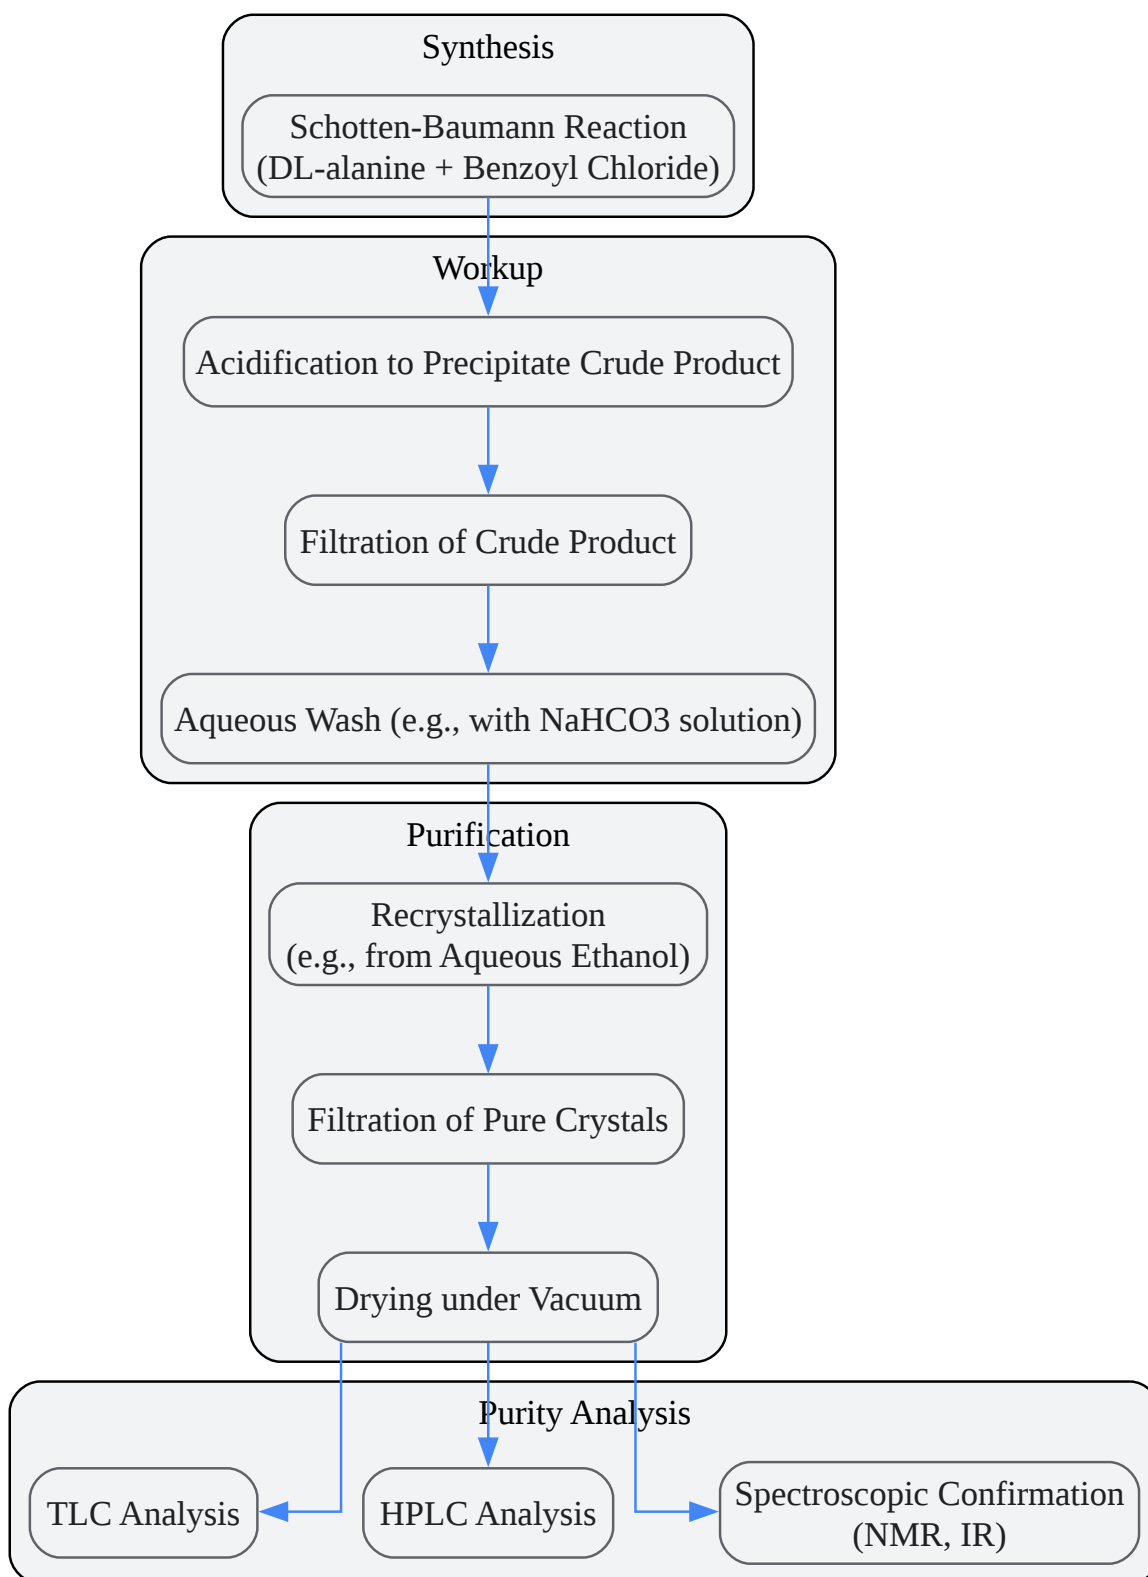 Synthesis
Schotten-Baumann Reaction
(DL-alanine + Benzoyl Chloride)
Workup
Acidification to Precipitate Crude Product
Filtration of Crude Product
Aqueous Wash (e.g., with NaHCO3 solution)
Purification
Recrystallization
(e.g., from Aqueous Ethanol)
Filtration of Pure Crystals
Drying under Vacuum
Purity Analysis
TLC Analysis
HPLC Analysis
Spectroscopic Confirmation
(NMR, IR)